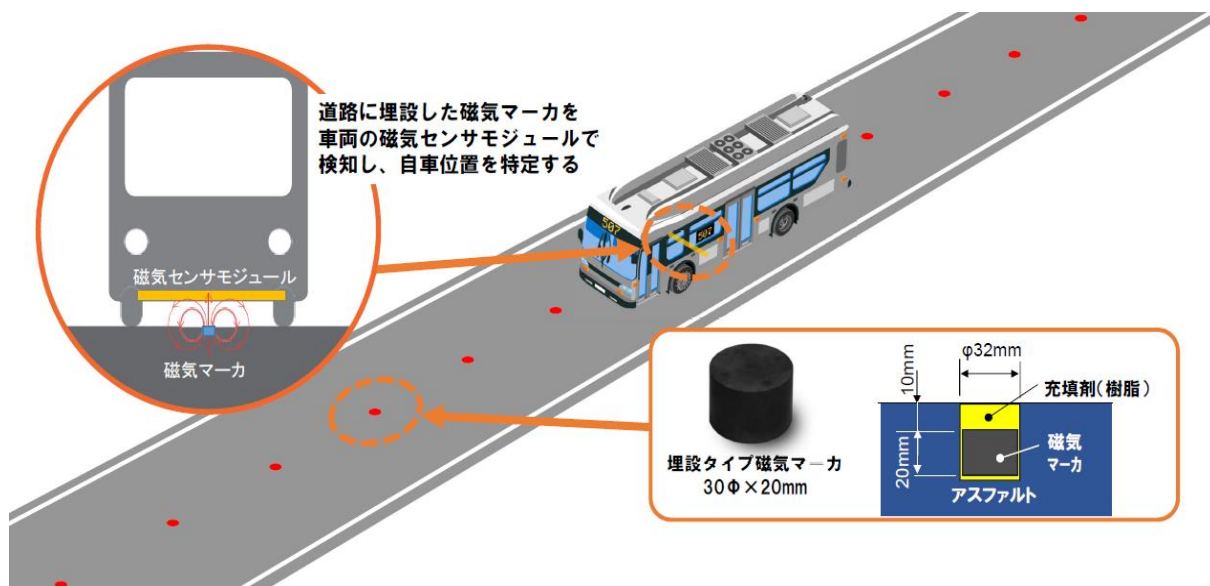 道路に埋設した磁気マーカを
車両の磁気センサモジュールで
検知し、自車位置を特定する
磁気センサモジュール
磁気マーカ
507
507
埋設タイプ磁気マーカ
30Φ×20mm
φ32mm
10mm
20mm
充填剤(樹脂)
磁気
マーカ
アスファルト